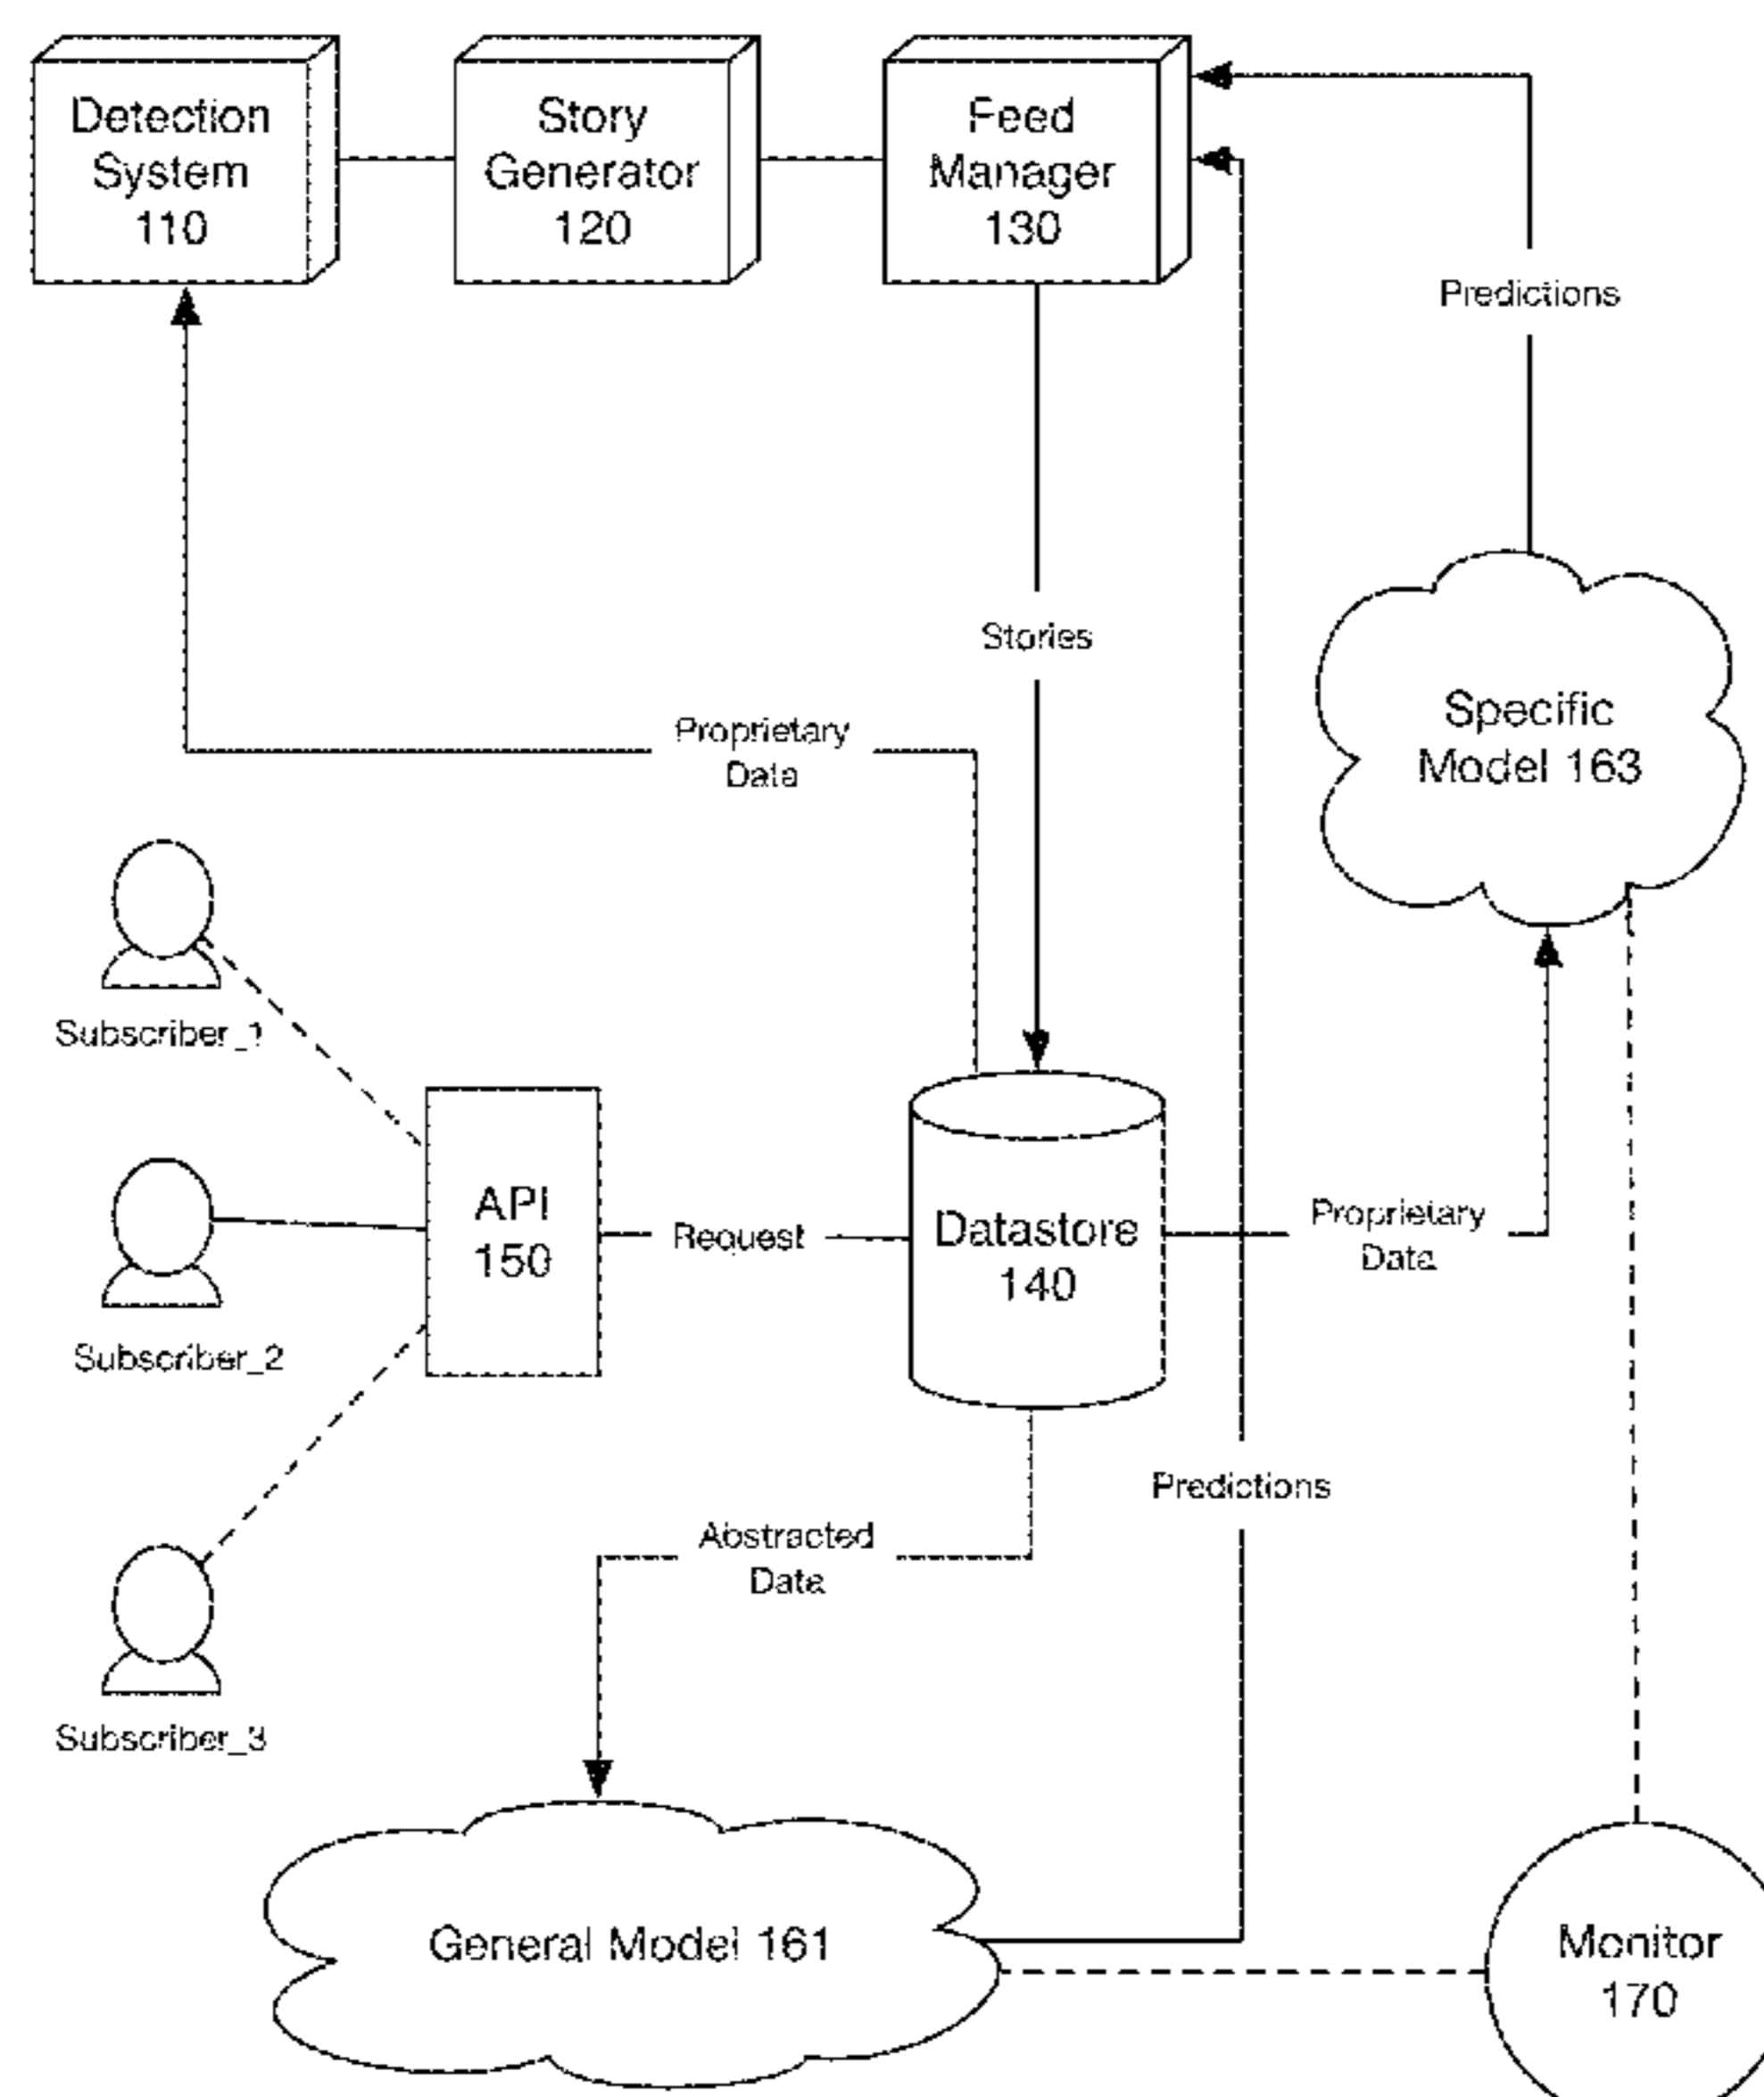 Detection
System
110
Story
Generator
120
Feed
Manager
130
Predictions
Stories
Specific
Model 163
Proprietary
Data
Subscriber_1
API
150
Request
Datastore
140
Proprietary
Data
Subscriber_2
Predictions
Abstracted
Data
Subscriber_3
General Model 161
Monitor
170